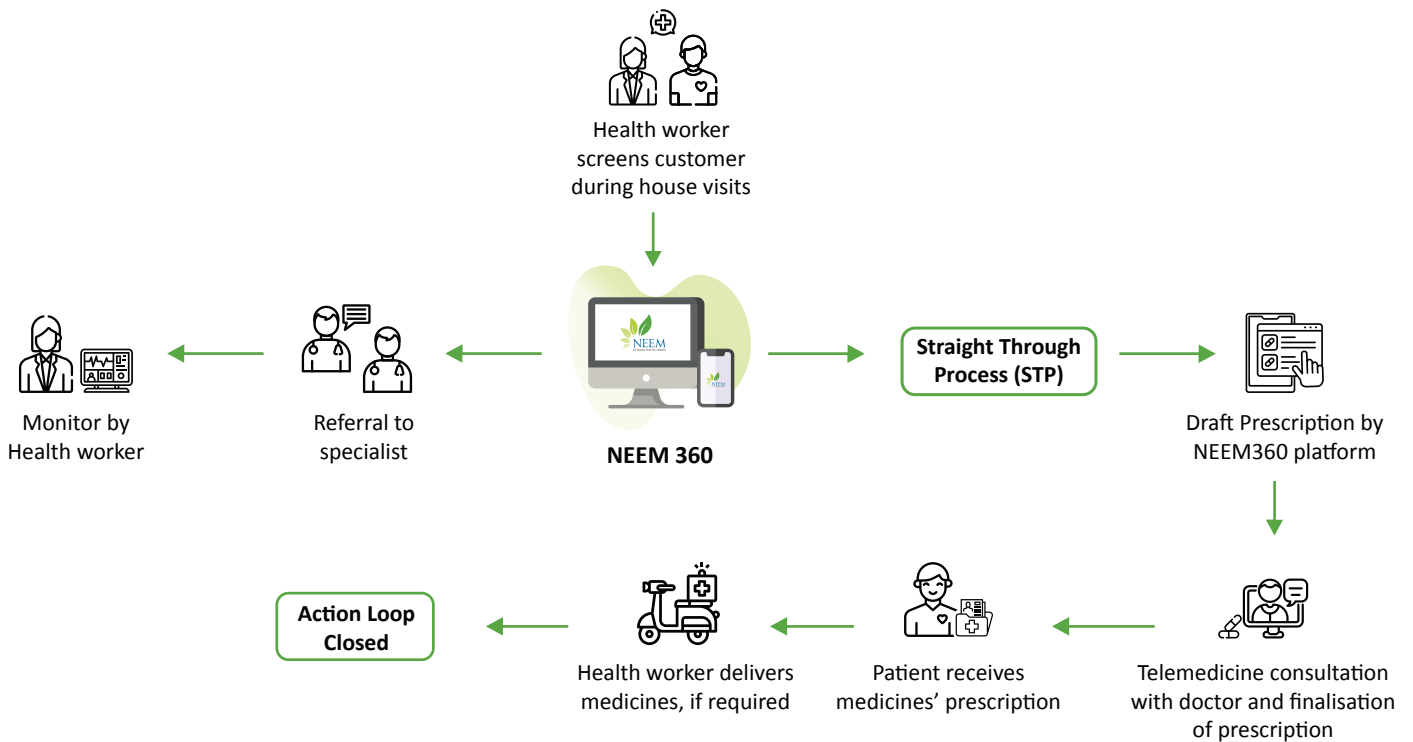 Health worker
screens customer
during house visits
NEEM
NEEM
NEEM 360
Referral to
specialist
Monitor by
Health worker
Straight Through
Process (STP)
Draft Prescription by
NEEM360 platform
Telemedicine consultation
with doctor and finalisation
of prescription
Patient receives
medicines’ prescription
Health worker delivers
medicines, if required
Action Loop
Closed